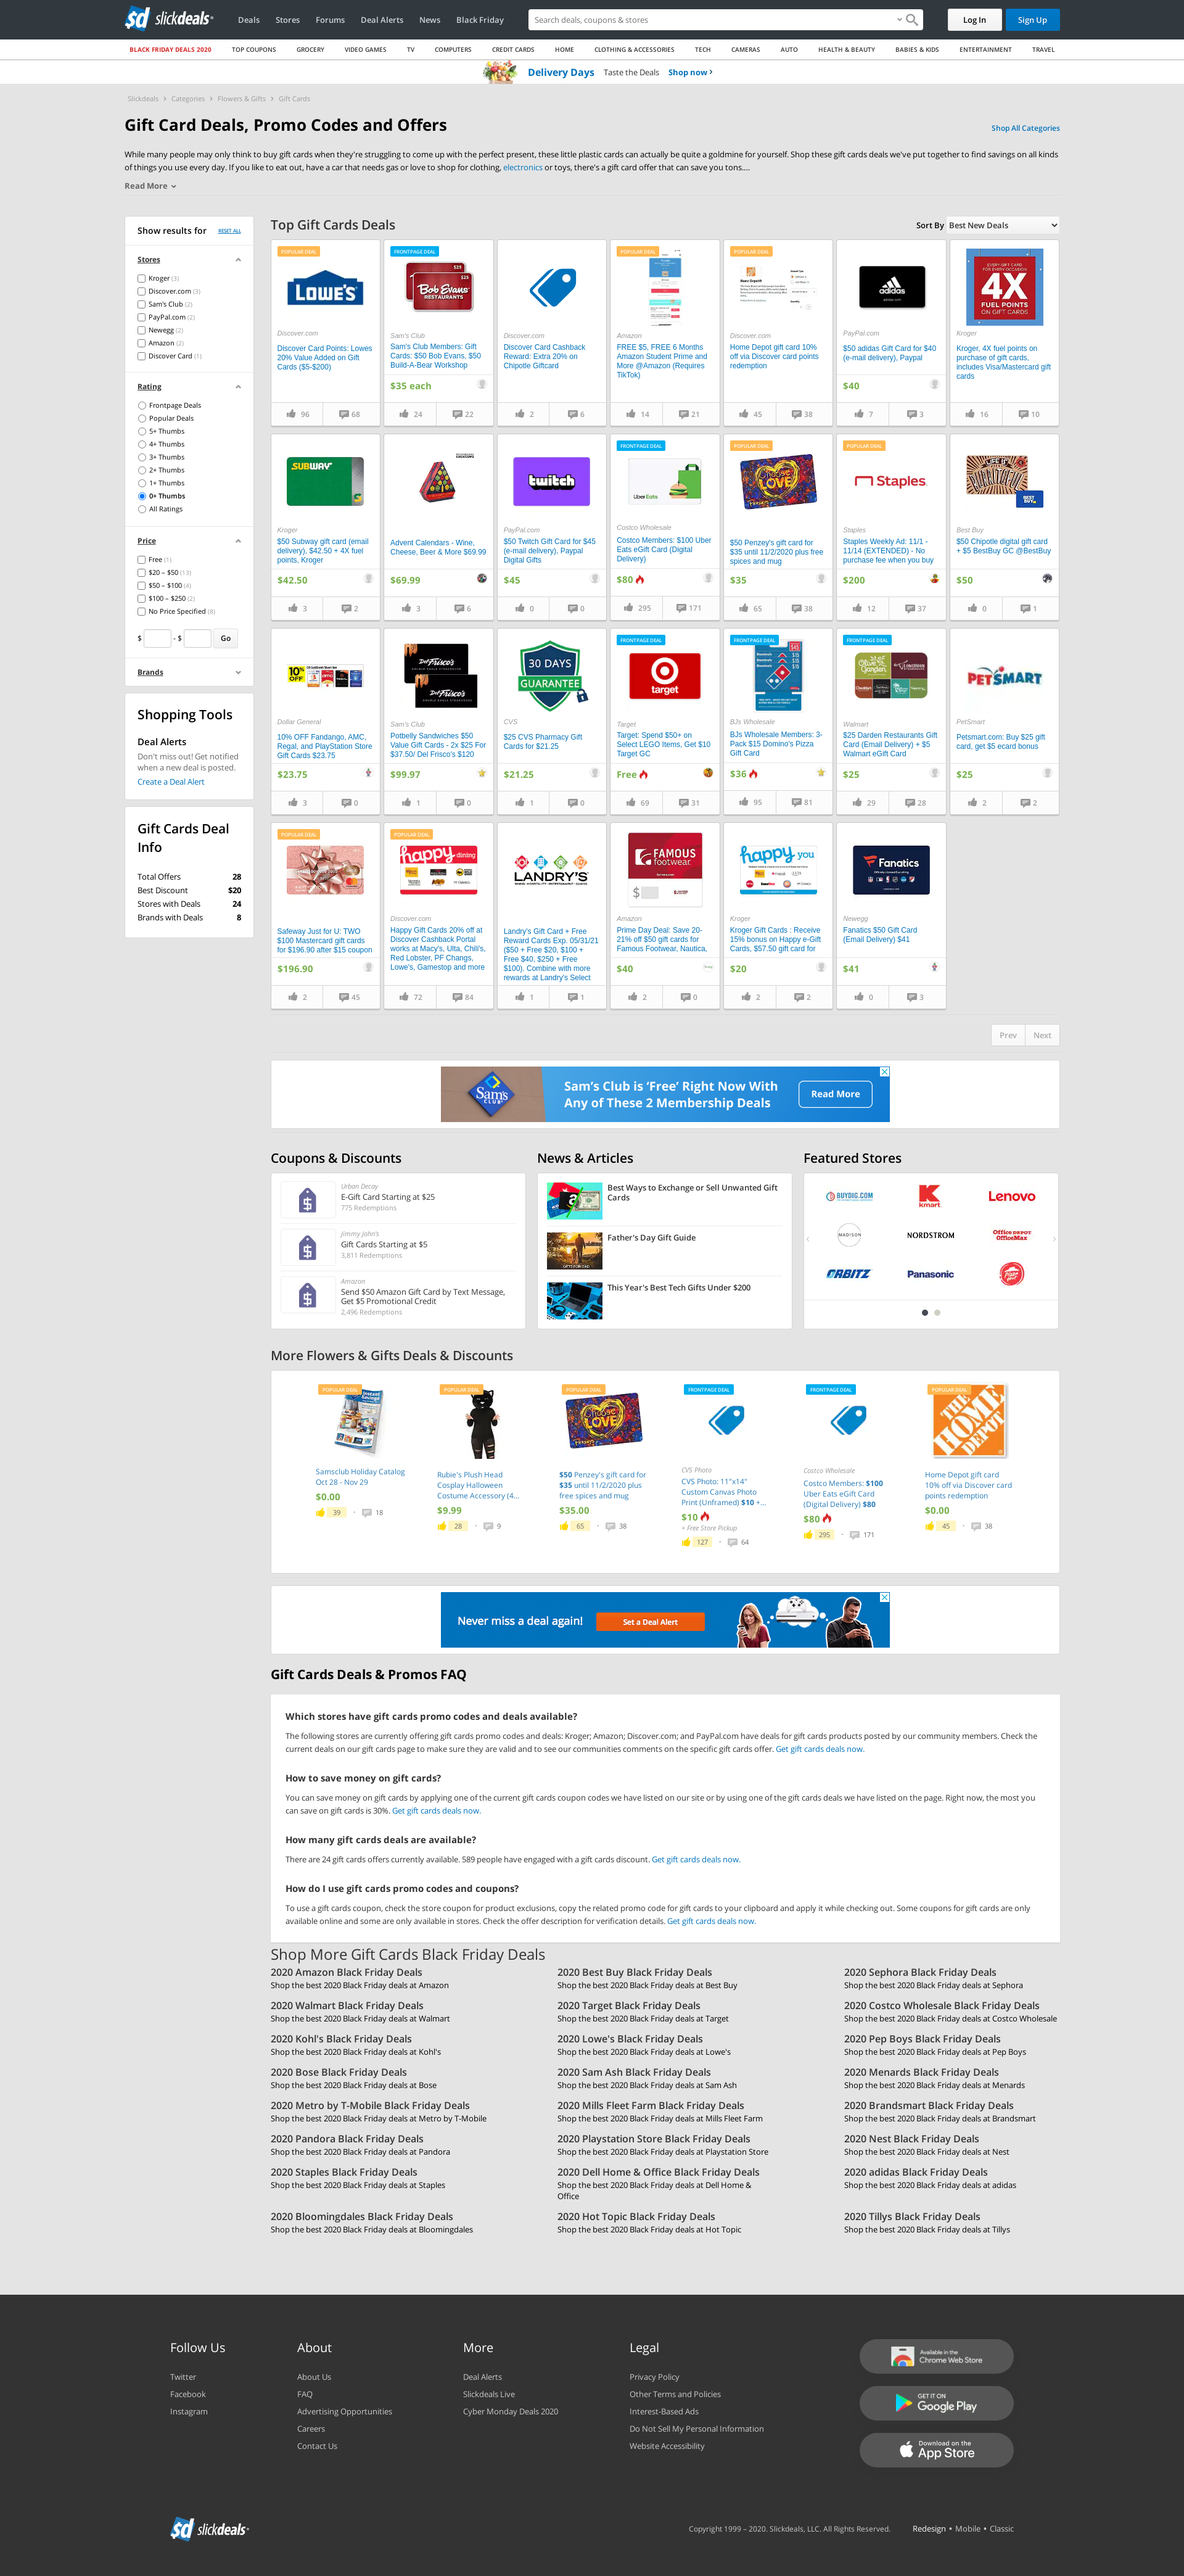 slickdeals
Deals Stores Forums Deal Alerts News Black Friday
Search deals, coupons & stores
Log In Sign Up
BLACK FRIDAY DEALS 2020 TOP COUPONS GROCERY VIDEO GAMES TV COMPUTERS CREDIT CARDS HOME CLOTHING & ACCESSORIES TECH CAMERAS AUTO HEALTH & BEAUTY BABIES & KIDS ENTERTAINMENT TRAVEL
Delivery Days Taste the Deals Shop now ›
Slickdeals › Categories › Flowers & Gifts › Gift Cards
Gift Card Deals, Promo Codes and Offers
Shop All Categories
While many people may only think to buy gift cards when they're struggling to come up with the perfect present, these little plastic cards can actually be quite a goldmine for yourself. Shop these gift cards deals we've put together to find savings on all kinds
of things you use every day. If you like to eat out, have a car that needs gas or love to shop for clothing, electronics or toys, there's a gift card offer that can save you tons....
Read More
Show results for RESET ALL
Stores
Kroger (3)
Discover.com (3)
Sam's Club (2)
PayPal.com (2)
Newegg (2)
Amazon (2)
Discover Card (1)
Rating
Frontpage Deals
Popular Deals
5+ Thumbs
4+ Thumbs
3+ Thumbs
2+ Thumbs
1+ Thumbs
0+ Thumbs
All Ratings
Price
Free (1)
$20 – $50 (13)
$50 – $100 (4)
$100 – $250 (2)
No Price Specified (8)
$ - $ Go
Brands
Shopping Tools
Deal Alerts
Don't miss out! Get notified
when a new deal is posted.
Create a Deal Alert
Gift Cards Deal
Info
Total Offers 28
Best Discount $20
Stores with Deals 24
Brands with Deals 8
Top Gift Cards Deals
Sort By Best New Deals
POPULAR DEAL
LOWE'S
Discover.com
Discover Card Points: Lowes
20% Value Added on Gift
Cards ($5-$200)
96 68
FRONTPAGE DEAL
Bob Evans
RESTAURANTS
Sam's Club
Sam's Club Members: Gift
Cards: $50 Bob Evans, $50
Build-A-Bear Workshop
$35 each
24 22
Discover.com
Discover Card Cashback
Reward: Extra 20% on
Chipotle Giftcard
2 6
POPULAR DEAL
Amazon
FREE $5, FREE 6 Months
Amazon Student Prime and
More @Amazon (Requires
TikTok)
14 21
POPULAR DEAL
Discover.com
Home Depot gift card 10%
off via Discover card points
redemption
45 38
adidas
PayPal.com
$50 adidas Gift Card for $40
(e-mail delivery), Paypal
$40
7 3
EVERY GIFT CARD
FOR EVERY OCCASION
4X
FUEL POINTS
ON GIFT CARDS
Kroger
Kroger, 4X fuel points on
purchase of gift cards,
includes Visa/Mastercard gift
cards
16 10
SUBWAY
Kroger
$50 Subway gift card (email
delivery), $42.50 + 4X fuel
points, Kroger
$42.50
3 2
Advent Calendars - Wine,
Cheese, Beer & More $69.99
$69.99
3 6
twitch
PayPal.com
$50 Twitch Gift Card for $45
(e-mail delivery), Paypal
Digital Gifts
$45
0 0
FRONTPAGE DEAL
Uber Eats
Costco Wholesale
Costco Members: $100 Uber
Eats eGift Card (Digital
Delivery)
$80
295 171
POPULAR DEAL
Choose LOVE
$50 Penzey's gift card for
$35 until 11/2/2020 plus free
spices and mug
$35
65 38
POPULAR DEAL
Staples
Staples
Staples Weekly Ad: 11/1 -
11/14 (EXTENDED) - No
purchase fee when you buy
$200
12 37
BEST BUY
Best Buy
$50 Chipotle digital gift card
+ $5 BestBuy GC @BestBuy
$50
0 1
10% OFF
Dollar General
10% OFF Fandango, AMC,
Regal, and PlayStation Store
Gift Cards $23.75
$23.75
3 0
Del Frisco's
Del Frisco's
Sam's Club
Potbelly Sandwiches $50
Value Gift Cards - 2x $25 For
$37.50/ Del Frisco's $120
$99.97
1 0
30 DAYS
GUARANTEE
CVS
$25 CVS Pharmacy Gift
Cards for $21.25
$21.25
1 0
FRONTPAGE DEAL
target
Target
Target: Spend $50+ on
Select LEGO Items, Get $10
Target GC
Free
69 31
FRONTPAGE DEAL
$45
$15
$15
$15
BJs Wholesale
BJs Wholesale Members: 3-
Pack $15 Domino's Pizza
Gift Card
$36
95 81
FRONTPAGE DEAL
Olive Garden
Walmart
$25 Darden Restaurants Gift
Card (Email Delivery) + $5
Walmart eGift Card
$25
29 28
PETSMART
PetSmart
Petsmart.com: Buy $25 gift
card, get $5 ecard bonus
$25
2 2
POPULAR DEAL
Safeway Just for U: TWO
$100 Mastercard gift cards
for $196.90 after $15 coupon
$196.90
2 45
POPULAR DEAL
happy dining
Discover.com
Happy Gift Cards 20% off at
Discover Cashback Portal
works at Macy's, Ulta, Chili's,
Red Lobster, PF Changs,
Lowe's, Gamestop and more
72 84
LANDRY'S
Landry's Gift Card + Free
Reward Cards Exp. 05/31/21
($50 + Free $20, $100 +
Free $40, $250 + Free
$100). Combine with more
rewards at Landry's Select
1 1
FAMOUS
footwear
$
Amazon
Prime Day Deal: Save 20-
21% off $50 gift cards for
Famous Footwear, Nautica,
$40
2 0
happy you
Kroger
Kroger Gift Cards : Receive
15% bonus on Happy e-Gift
Cards, $57.50 gift card for
$20
2 2
Fanatics
Newegg
Fanatics $50 Gift Card
(Email Delivery) $41
$41
0 3
Prev Next
Sam's
CLUB
Sam's Club is 'Free' Right Now With
Any of These 2 Membership Deals
Read More
Coupons & Discounts
Urban Decay
E-Gift Card Starting at $25
775 Redemptions
Jimmy John's
Gift Cards Starting at $5
3,811 Redemptions
Amazon
Send $50 Amazon Gift Card by Text Message,
Get $5 Promotional Credit
2,496 Redemptions
News & Articles
Best Ways to Exchange or Sell Unwanted Gift
Cards
Father's Day Gift Guide
This Year's Best Tech Gifts Under $200
Featured Stores
BUYDIG.COM kmart Lenovo
MADISON NORDSTROM OFFICE DEPOT
OfficeMax
ORBITZ Panasonic Pizza Hut
More Flowers & Gifts Deals & Discounts
POPULAR DEAL
Instant
Savings
Samsclub Holiday Catalog
Oct 28 - Nov 29
$0.00
39 18
POPULAR DEAL
Rubie's Plush Head
Cosplay Halloween
Costume Accessory (4...
$9.99
28 9
POPULAR DEAL
Choose LOVE
$50 Penzey's gift card for
$35 until 11/2/2020 plus
free spices and mug
$35.00
65 38
FRONTPAGE DEAL
CVS Photo
CVS Photo: 11"x14"
Custom Canvas Photo
Print (Unframed) $10 +...
$10
+ Free Store Pickup
127 64
FRONTPAGE DEAL
Costco Wholesale
Costco Members: $100
Uber Eats eGift Card
(Digital Delivery) $80
$80
295 171
POPULAR DEAL
THE HOME DEPOT
Home Depot gift card
10% off via Discover card
points redemption
$0.00
45 38
Never miss a deal again! Set a Deal Alert
Gift Cards Deals & Promos FAQ
Which stores have gift cards promo codes and deals available?
The following stores are currently offering gift cards promo codes and deals: Kroger; Amazon; Discover.com; and PayPal.com have deals for gift cards products posted by our community members. Check the
current deals on our gift cards page to make sure they are valid and to see our communities comments on the specific gift cards offer. Get gift cards deals now.
How to save money on gift cards?
You can save money on gift cards by applying one of the current gift cards coupon codes we have listed on our site or by using one of the gift cards deals we have listed on the page. Right now, the most you
can save on gift cards is 30%. Get gift cards deals now.
How many gift cards deals are available?
There are 24 gift cards offers currently available. 589 people have engaged with a gift cards discount. Get gift cards deals now.
How do I use gift cards promo codes and coupons?
To use a gift cards coupon, check the store coupon for product exclusions, copy the related promo code for gift cards to your clipboard and apply it while checking out. Some coupons for gift cards are only
available online and some are only available in stores. Check the offer description for verification details. Get gift cards deals now.
Shop More Gift Cards Black Friday Deals
2020 Amazon Black Friday Deals
Shop the best 2020 Black Friday deals at Amazon
2020 Best Buy Black Friday Deals
Shop the best 2020 Black Friday deals at Best Buy
2020 Sephora Black Friday Deals
Shop the best 2020 Black Friday deals at Sephora
2020 Walmart Black Friday Deals
Shop the best 2020 Black Friday deals at Walmart
2020 Target Black Friday Deals
Shop the best 2020 Black Friday deals at Target
2020 Costco Wholesale Black Friday Deals
Shop the best 2020 Black Friday deals at Costco Wholesale
2020 Kohl's Black Friday Deals
Shop the best 2020 Black Friday deals at Kohl's
2020 Lowe's Black Friday Deals
Shop the best 2020 Black Friday deals at Lowe's
2020 Pep Boys Black Friday Deals
Shop the best 2020 Black Friday deals at Pep Boys
2020 Bose Black Friday Deals
Shop the best 2020 Black Friday deals at Bose
2020 Sam Ash Black Friday Deals
Shop the best 2020 Black Friday deals at Sam Ash
2020 Menards Black Friday Deals
Shop the best 2020 Black Friday deals at Menards
2020 Metro by T-Mobile Black Friday Deals
Shop the best 2020 Black Friday deals at Metro by T-Mobile
2020 Mills Fleet Farm Black Friday Deals
Shop the best 2020 Black Friday deals at Mills Fleet Farm
2020 Brandsmart Black Friday Deals
Shop the best 2020 Black Friday deals at Brandsmart
2020 Pandora Black Friday Deals
Shop the best 2020 Black Friday deals at Pandora
2020 Playstation Store Black Friday Deals
Shop the best 2020 Black Friday deals at Playstation Store
2020 Nest Black Friday Deals
Shop the best 2020 Black Friday deals at Nest
2020 Staples Black Friday Deals
Shop the best 2020 Black Friday deals at Staples
2020 Dell Home & Office Black Friday Deals
Shop the best 2020 Black Friday deals at Dell Home &
Office
2020 adidas Black Friday Deals
Shop the best 2020 Black Friday deals at adidas
2020 Bloomingdales Black Friday Deals
Shop the best 2020 Black Friday deals at Bloomingdales
2020 Hot Topic Black Friday Deals
Shop the best 2020 Black Friday deals at Hot Topic
2020 Tillys Black Friday Deals
Shop the best 2020 Black Friday deals at Tillys
Follow Us
Twitter
Facebook
Instagram
About
About Us
FAQ
Advertising Opportunities
Careers
Contact Us
More
Deal Alerts
Slickdeals Live
Cyber Monday Deals 2020
Legal
Privacy Policy
Other Terms and Policies
Interest-Based Ads
Do Not Sell My Personal Information
Website Accessibility
Available in the
Chrome Web Store
GET IT ON
Google Play
Download on the
App Store
slickdeals
Copyright 1999 – 2020. Slickdeals, LLC. All Rights Reserved. Redesign • Mobile • Classic